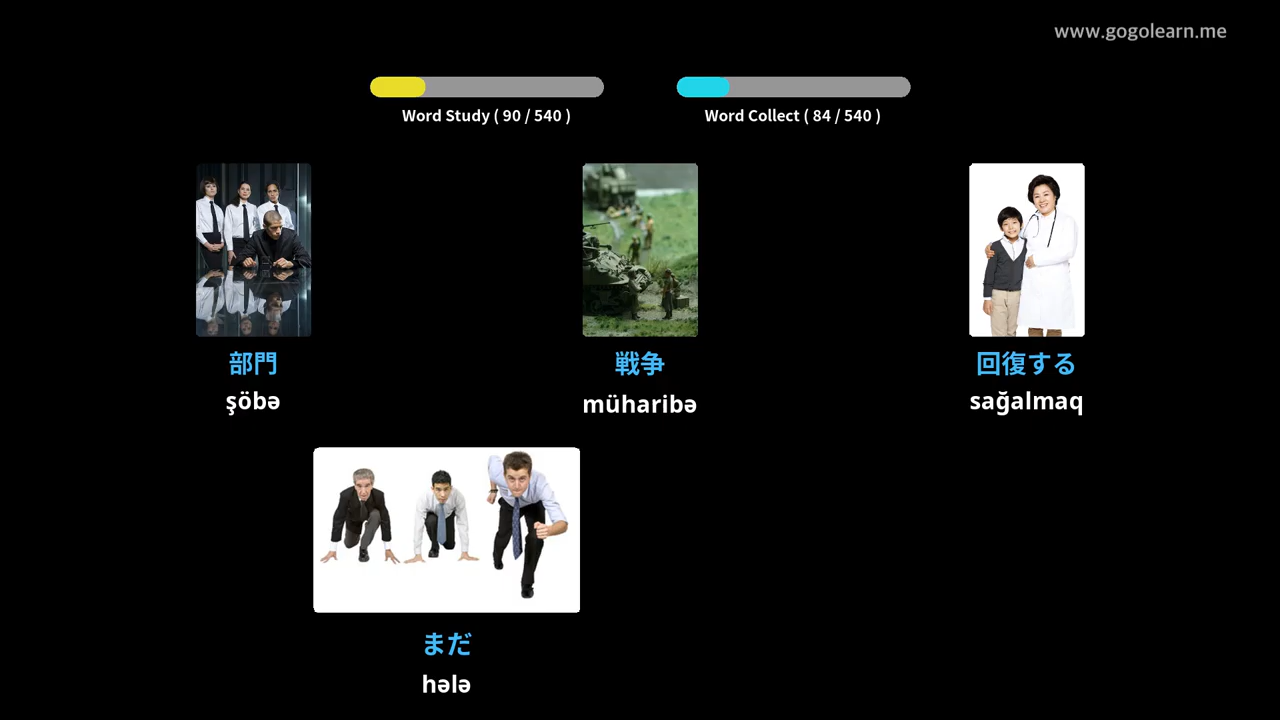 www.gogolearn.me
Word Study ( 90 / 540 )
Word Collect ( 84 / 540 )
部門
şöbə
戦争
müharibə
回復する
sağalmaq
まだ
hələ